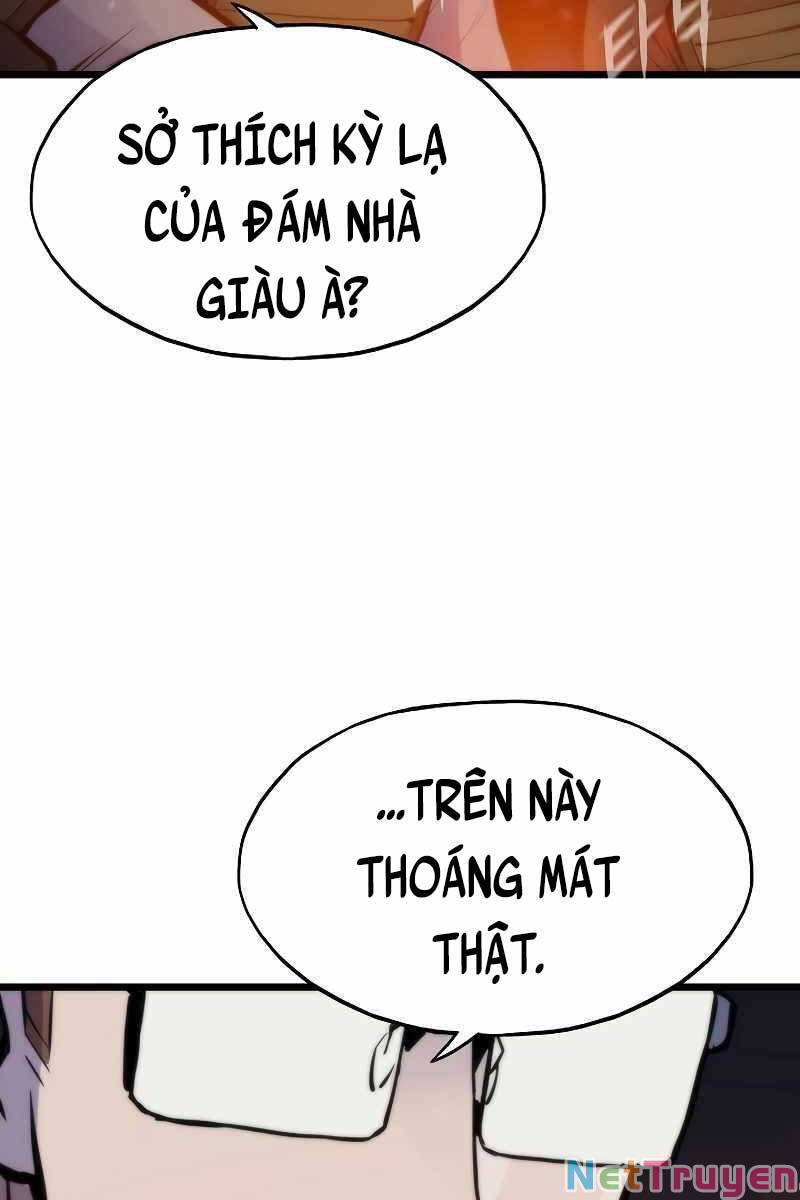 SỞ THÍCH KỲ LẠ
CỦA ĐÁM NHÀ
GIÀU À?
...TRÊN NÀY
THOÁNG MÁT
THẬT.
NetTruyen